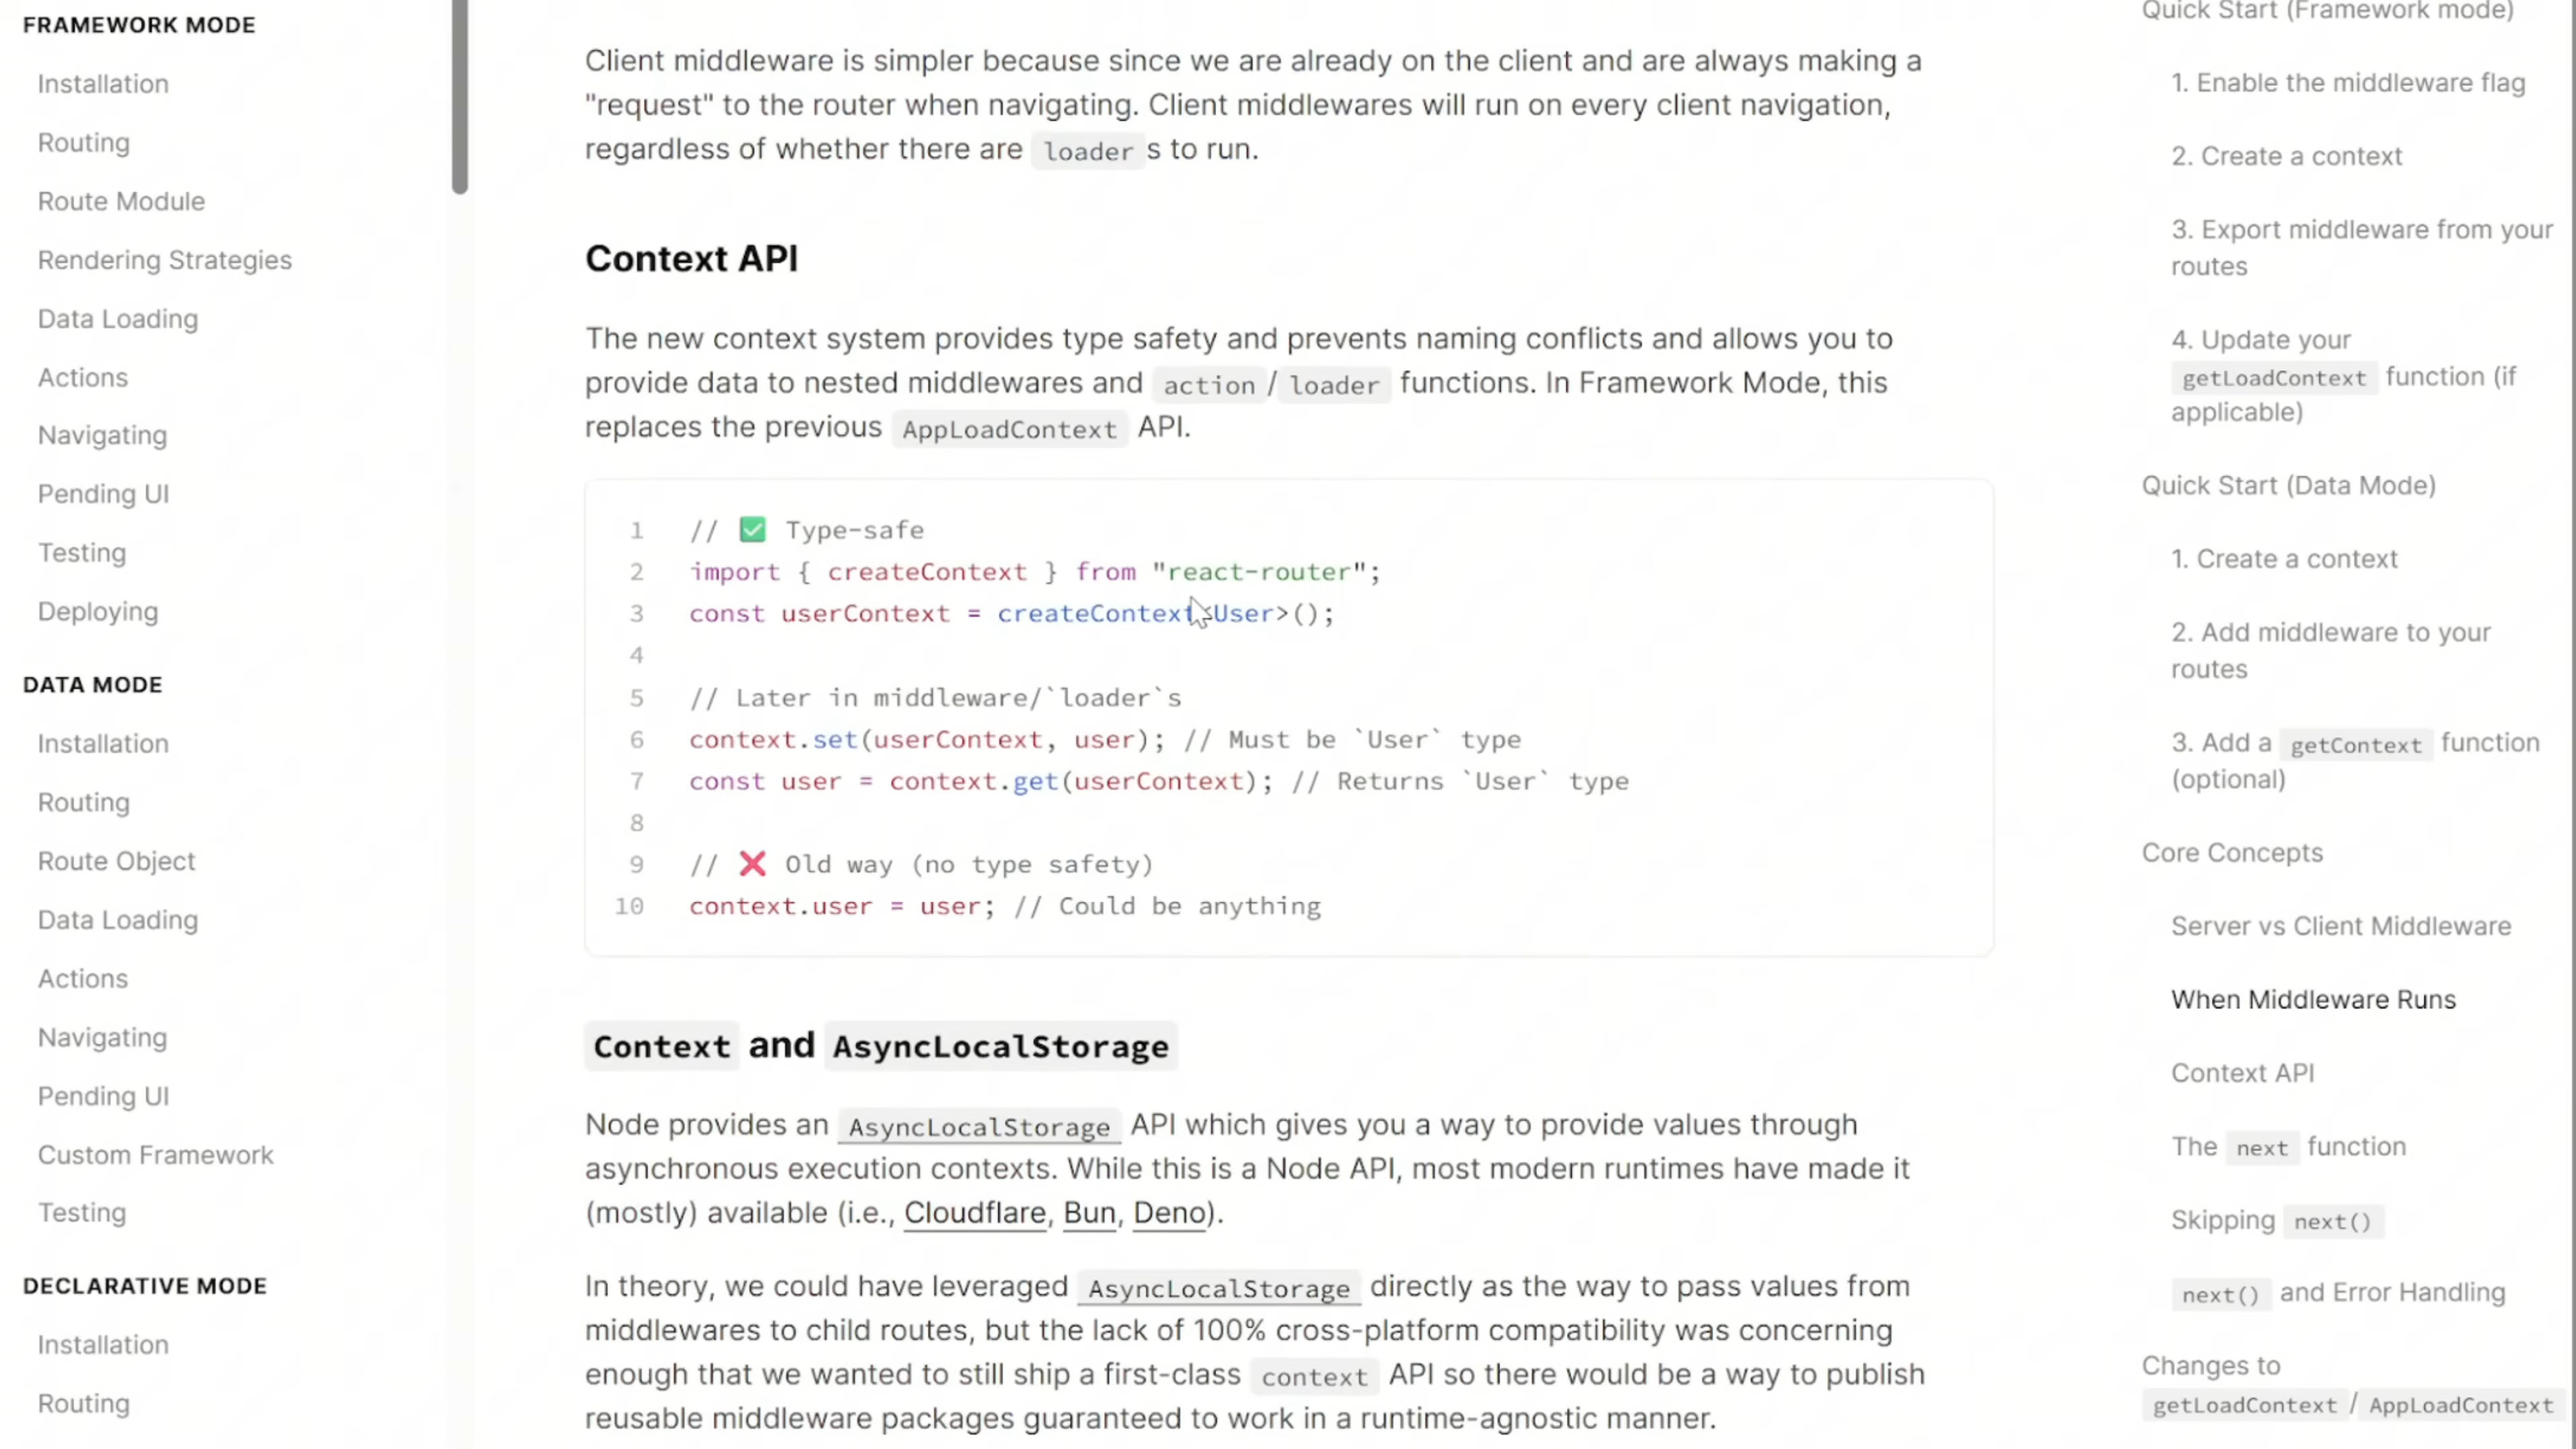 FRAMEWORK MODE
Installation
Routing
Route Module
Rendering Strategies
Data Loading
Actions
Navigating
Pending UI
Testing
Deploying
DATA MODE
Installation
Routing
Route Object
Data Loading
Actions
Navigating
Pending UI
Custom Framework
Testing
DECLARATIVE MODE
Installation
Routing
Client middleware is simpler because since we are already on the client and are always making a
"request" to the router when navigating. Client middlewares will run on every client navigation,
regardless of whether there are loader s to run.
Context API
The new context system provides type safety and prevents naming conflicts and allows you to
provide data to nested middlewares and action / loader functions. In Framework Mode, this
replaces the previous AppLoadContext API.
1 // ✅ Type-safe
2 import { createContext } from "react-router";
3 const userContext = createContext<User>();
4
5 // Later in middleware/`loader`s
6 context.set(userContext, user); // Must be `User` type
7 const user = context.get(userContext); // Returns `User` type
8
9 // ❌ Old way (no type safety)
10 context.user = user; // Could be anything
Context and AsyncLocalStorage
Node provides an AsyncLocalStorage API which gives you a way to provide values through
asynchronous execution contexts. While this is a Node API, most modern runtimes have made it
(mostly) available (i.e., Cloudflare, Bun, Deno).
In theory, we could have leveraged AsyncLocalStorage directly as the way to pass values from
middlewares to child routes, but the lack of 100% cross-platform compatibility was concerning
enough that we wanted to still ship a first-class context API so there would be a way to publish
reusable middleware packages guaranteed to work in a runtime-agnostic manner.
Quick Start (Framework mode)
1. Enable the middleware flag
2. Create a context
3. Export middleware from your
routes
4. Update your
getLoadContext function (if
applicable)
Quick Start (Data Mode)
1. Create a context
2. Add middleware to your
routes
3. Add a getContext function
(optional)
Core Concepts
Server vs Client Middleware
When Middleware Runs
Context API
The next function
Skipping next()
next() and Error Handling
Changes to
getLoadContext / AppLoadContext